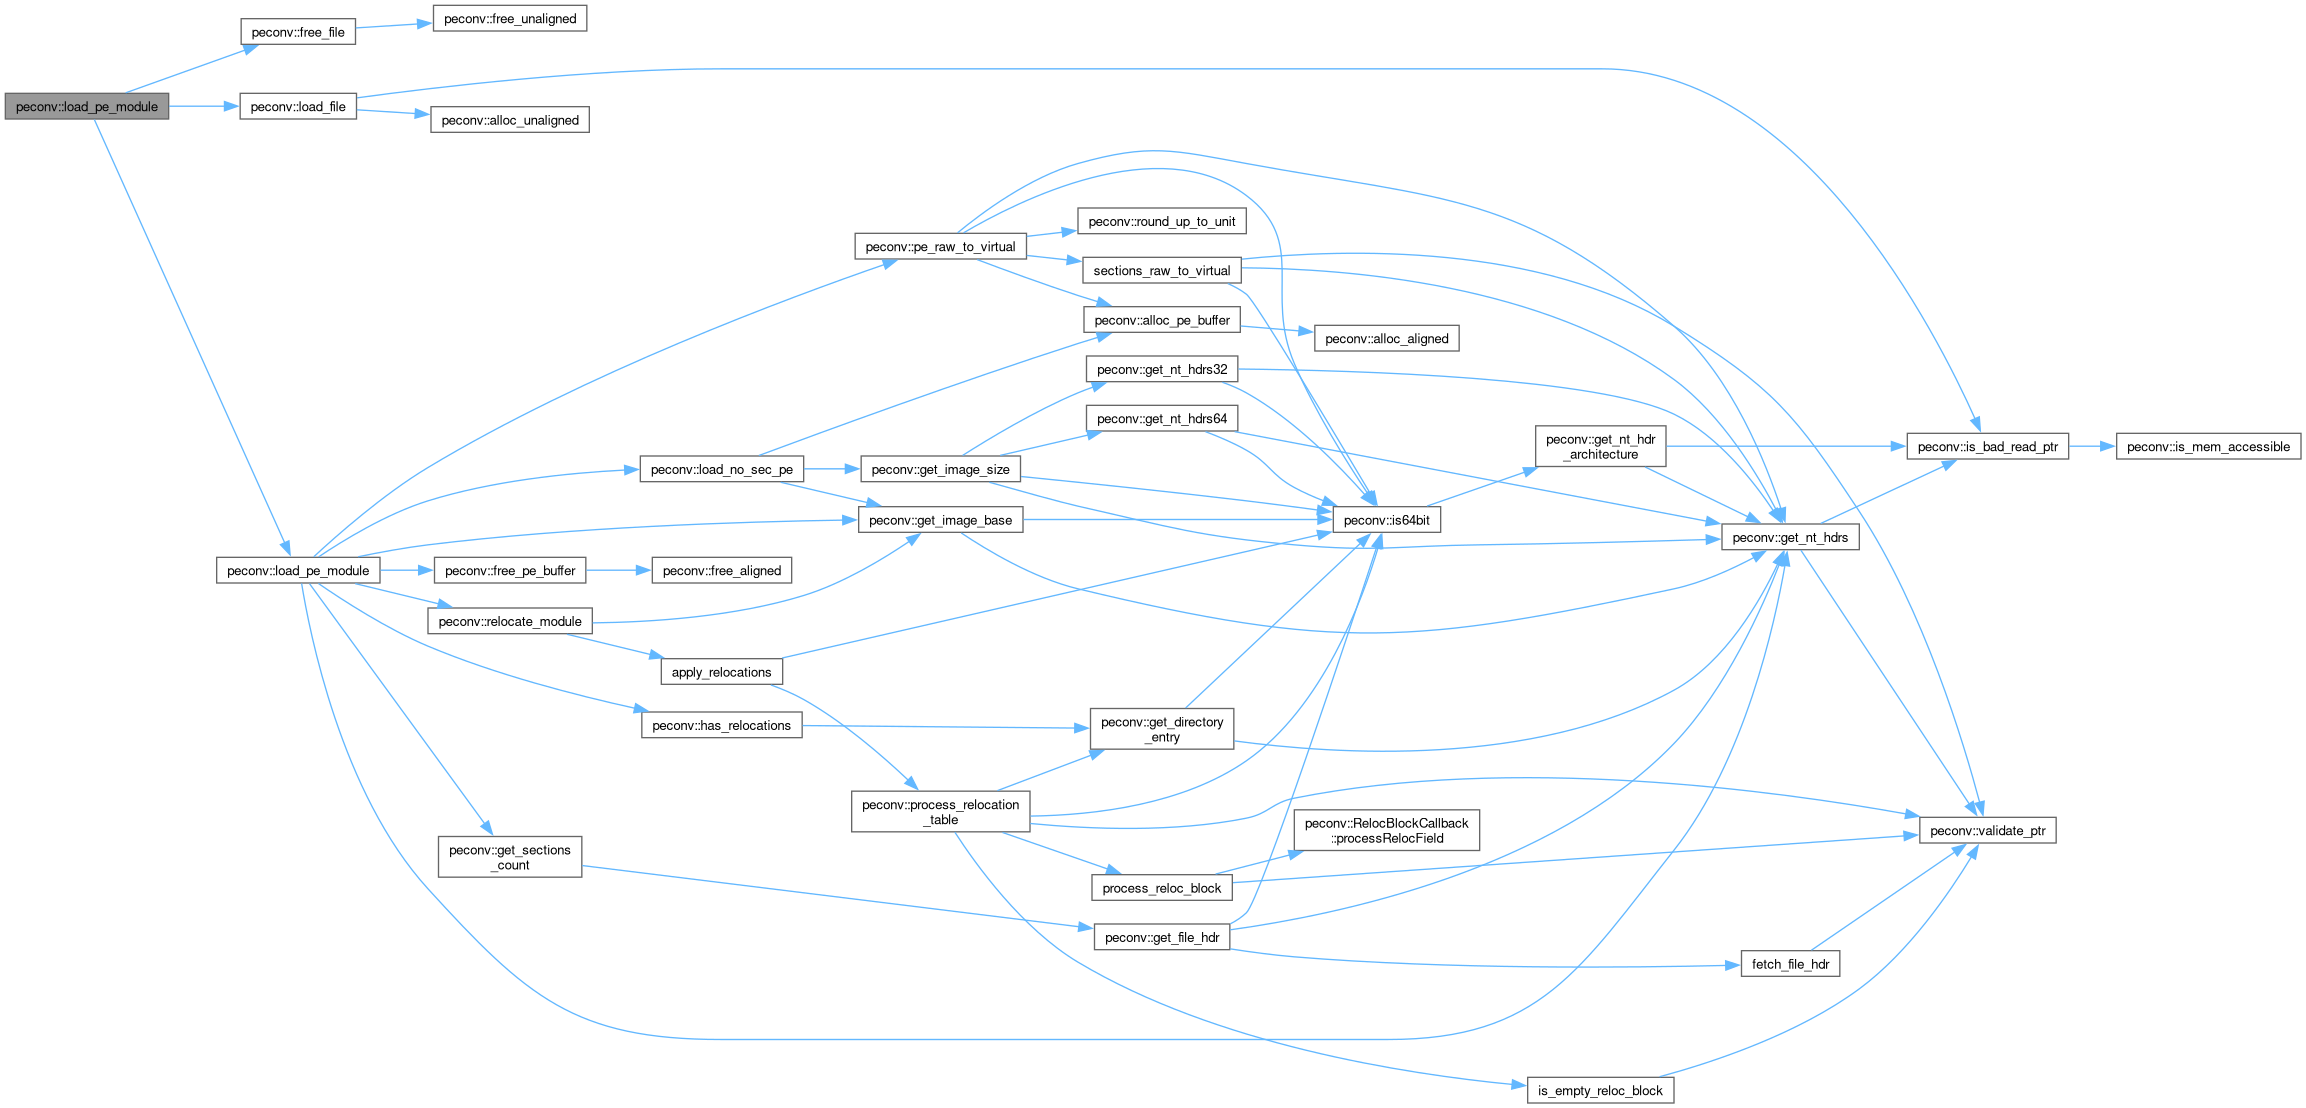 peconv::free_unaligned
peconv::free_file
peconv::load_pe_module
peconv::load_file
peconv::alloc_unaligned
peconv::round_up_to_unit
peconv::pe_raw_to_virtual
sections_raw_to_virtual
peconv::alloc_pe_buffer
peconv::alloc_aligned
peconv::get_nt_hdrs32
peconv::get_nt_hdrs64
peconv::get_nt_hdr
_architecture
peconv::is_bad_read_ptr
peconv::is_mem_accessible
peconv::load_no_sec_pe
peconv::get_image_size
peconv::get_image_base
peconv::is64bit
peconv::get_nt_hdrs
peconv::load_pe_module
peconv::free_pe_buffer
peconv::free_aligned
peconv::relocate_module
apply_relocations
peconv::has_relocations
peconv::get_directory
_entry
peconv::process_relocation
_table
peconv::RelocBlockCallback
::processRelocField
peconv::validate_ptr
peconv::get_sections
_count
process_reloc_block
peconv::get_file_hdr
fetch_file_hdr
is_empty_reloc_block